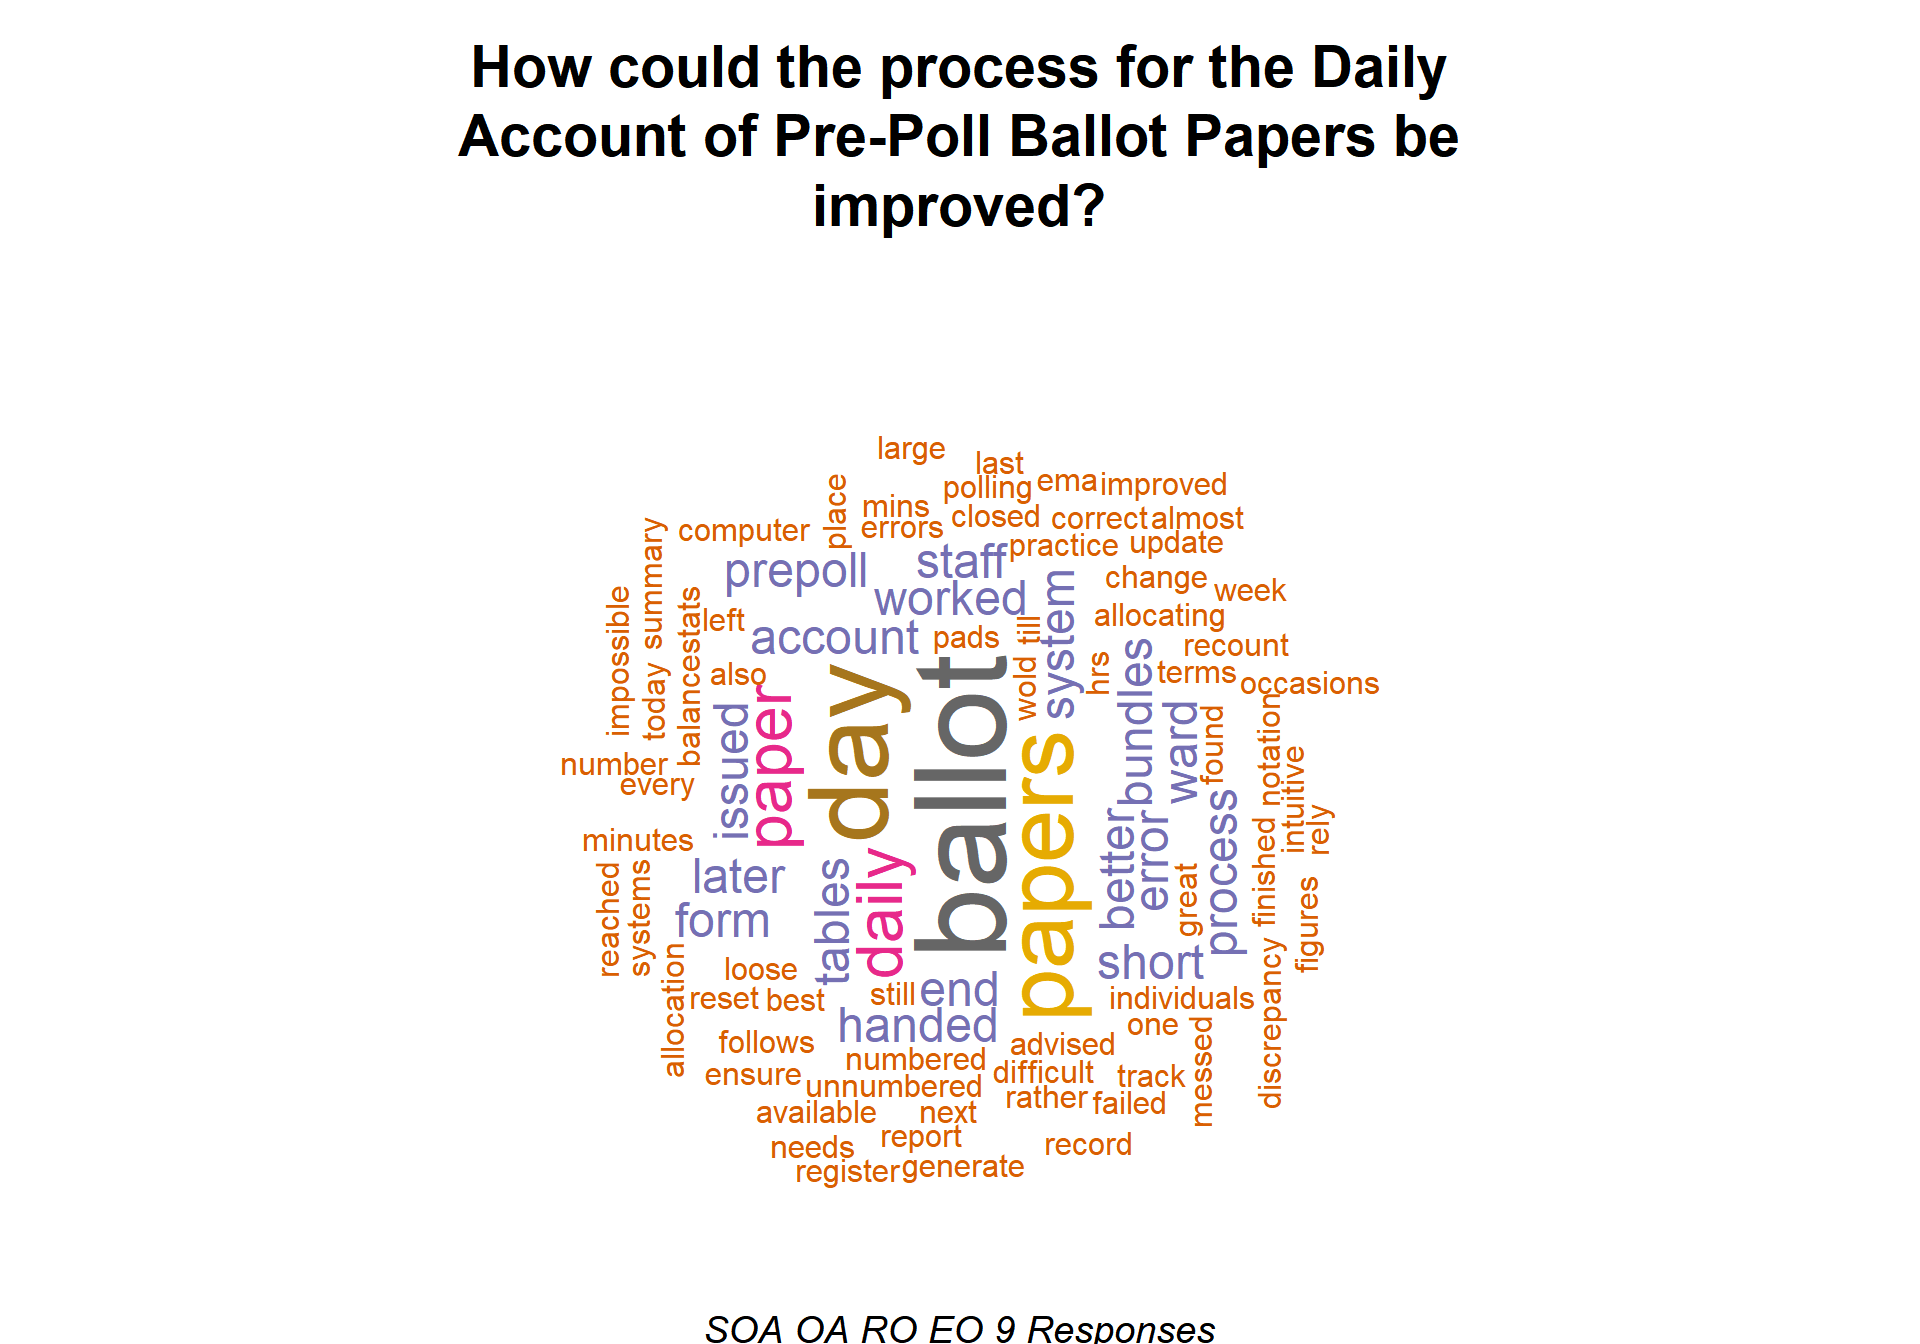 How could the process for the Daily
Account of Pre-Poll Ballot Papers be
improved?
large
last
polling
ema
improved
place
mins
errors
closed
correct
almost
computer
practice
update
summary
prepoll
staff
worked
system
change
week
impossible
stats
left
account
pads
till
allocating
recount
today
balance
also
wold
hrs
terms
occasions
issued
paper
day
ballot
papers
bundles
ward
found
notation
number
every
intuitive
minutes
better
error
process
rely
reached
systems
later
form
tables
daily
great
finished
figures
allocation
loose
reset
best
still
end
handed
short
individuals
discrepancy
one
messed
follows
numbered
advised
ensure
unnumbered
difficult
track
available
next
rather
failed
needs
report
record
register
generate
SOA OA RO EO 9 Responses